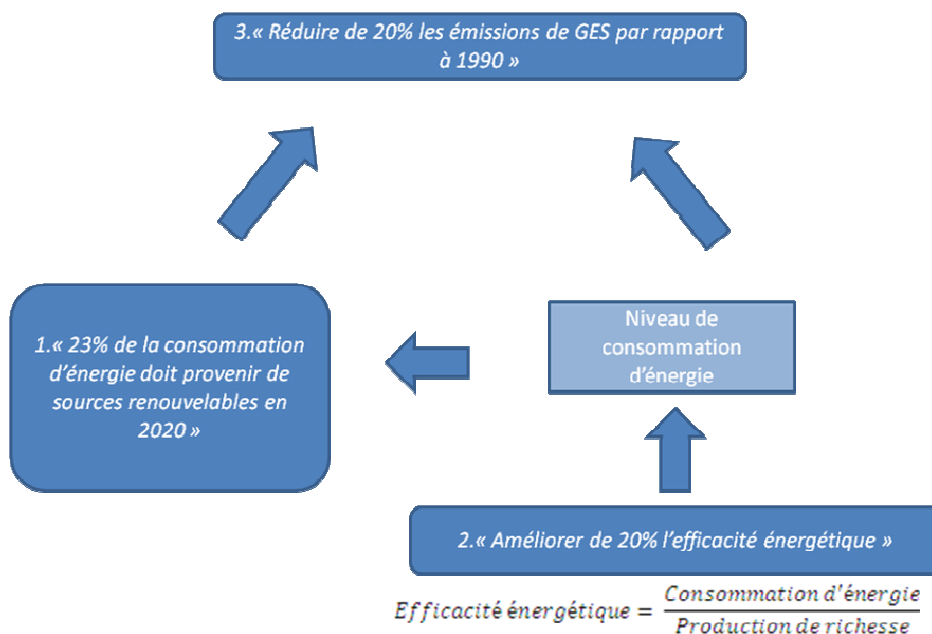 3.« Réduire de 20% les émissions de GES par rapport
à 1990 »
1.« 23% de la consommation
d'énergie doit provenir de
sources renouvelables en
2020 »
Niveau de
consommation
d'énergie
2.« Améliorer de 20% l'efficacité énergétique »
Efficacité énergétique = Consommation d'énergie
Production de richesse